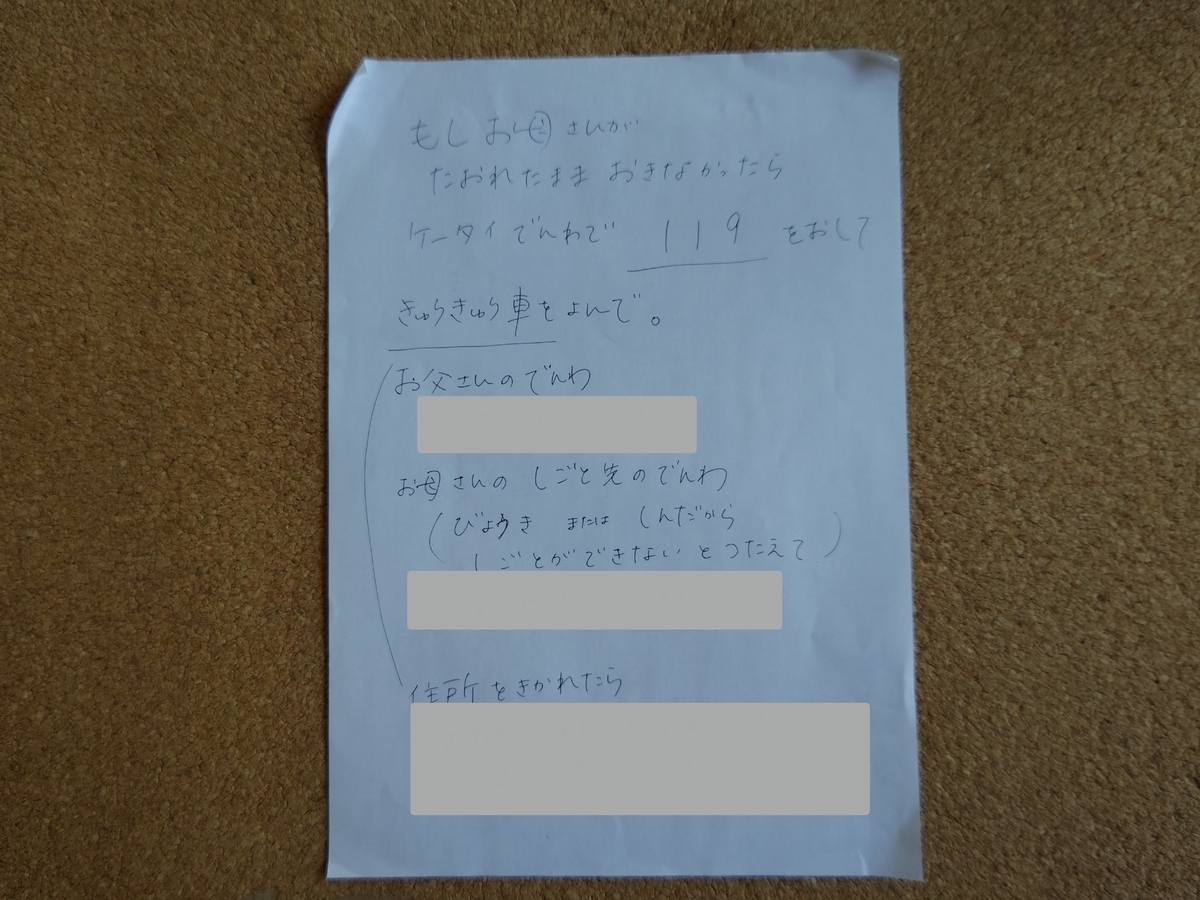 もし お母さんが
たおれたまま おきなかったら
ケータイでんわで 119 をおして
きゅうきゅう車をよんで。
お父さんのでんわ
お母さんの しごと先のでんわ
(びょうき または しんだから
しごとができない とつたえて)
住所をきかれたら